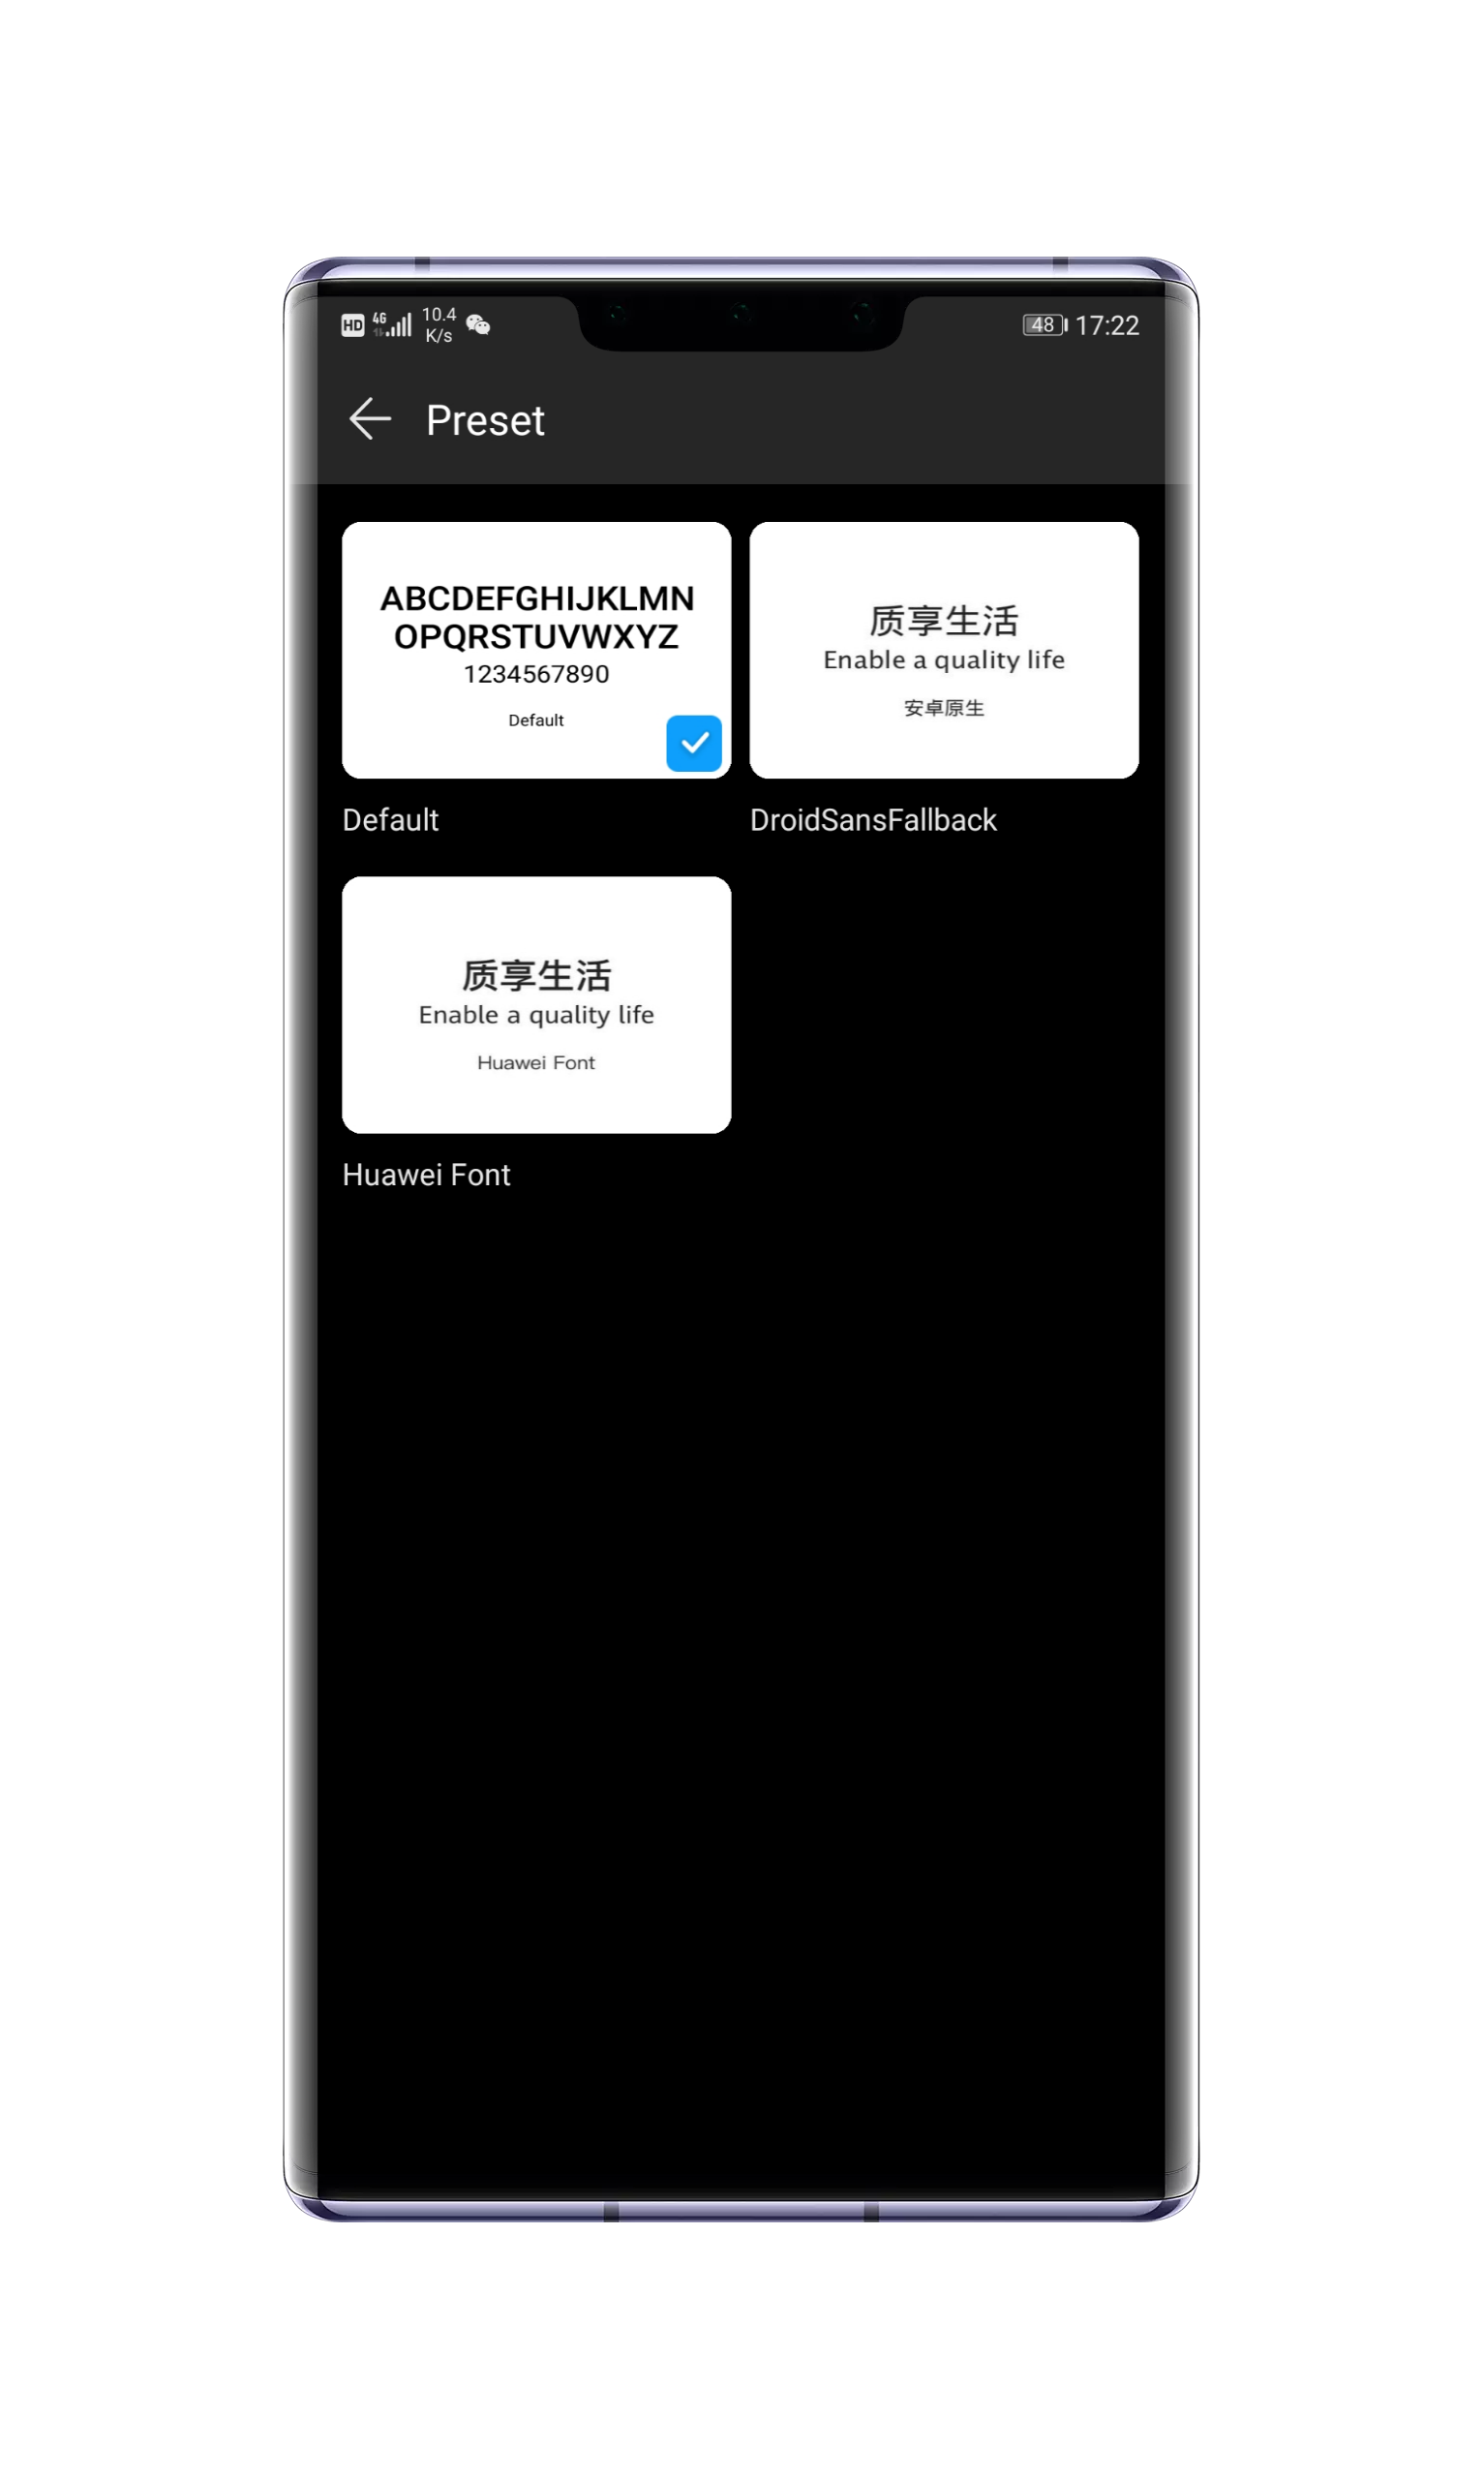 HD 4G 10.4 K/s 48 17:22
Preset
ABCDEFGHIJKLMN
OPQRSTUVWXYZ
1234567890
Default
Default
质享生活
Enable a quality life
安卓原生
DroidSansFallback
质享生活
Enable a quality life
Huawei Font
Huawei Font